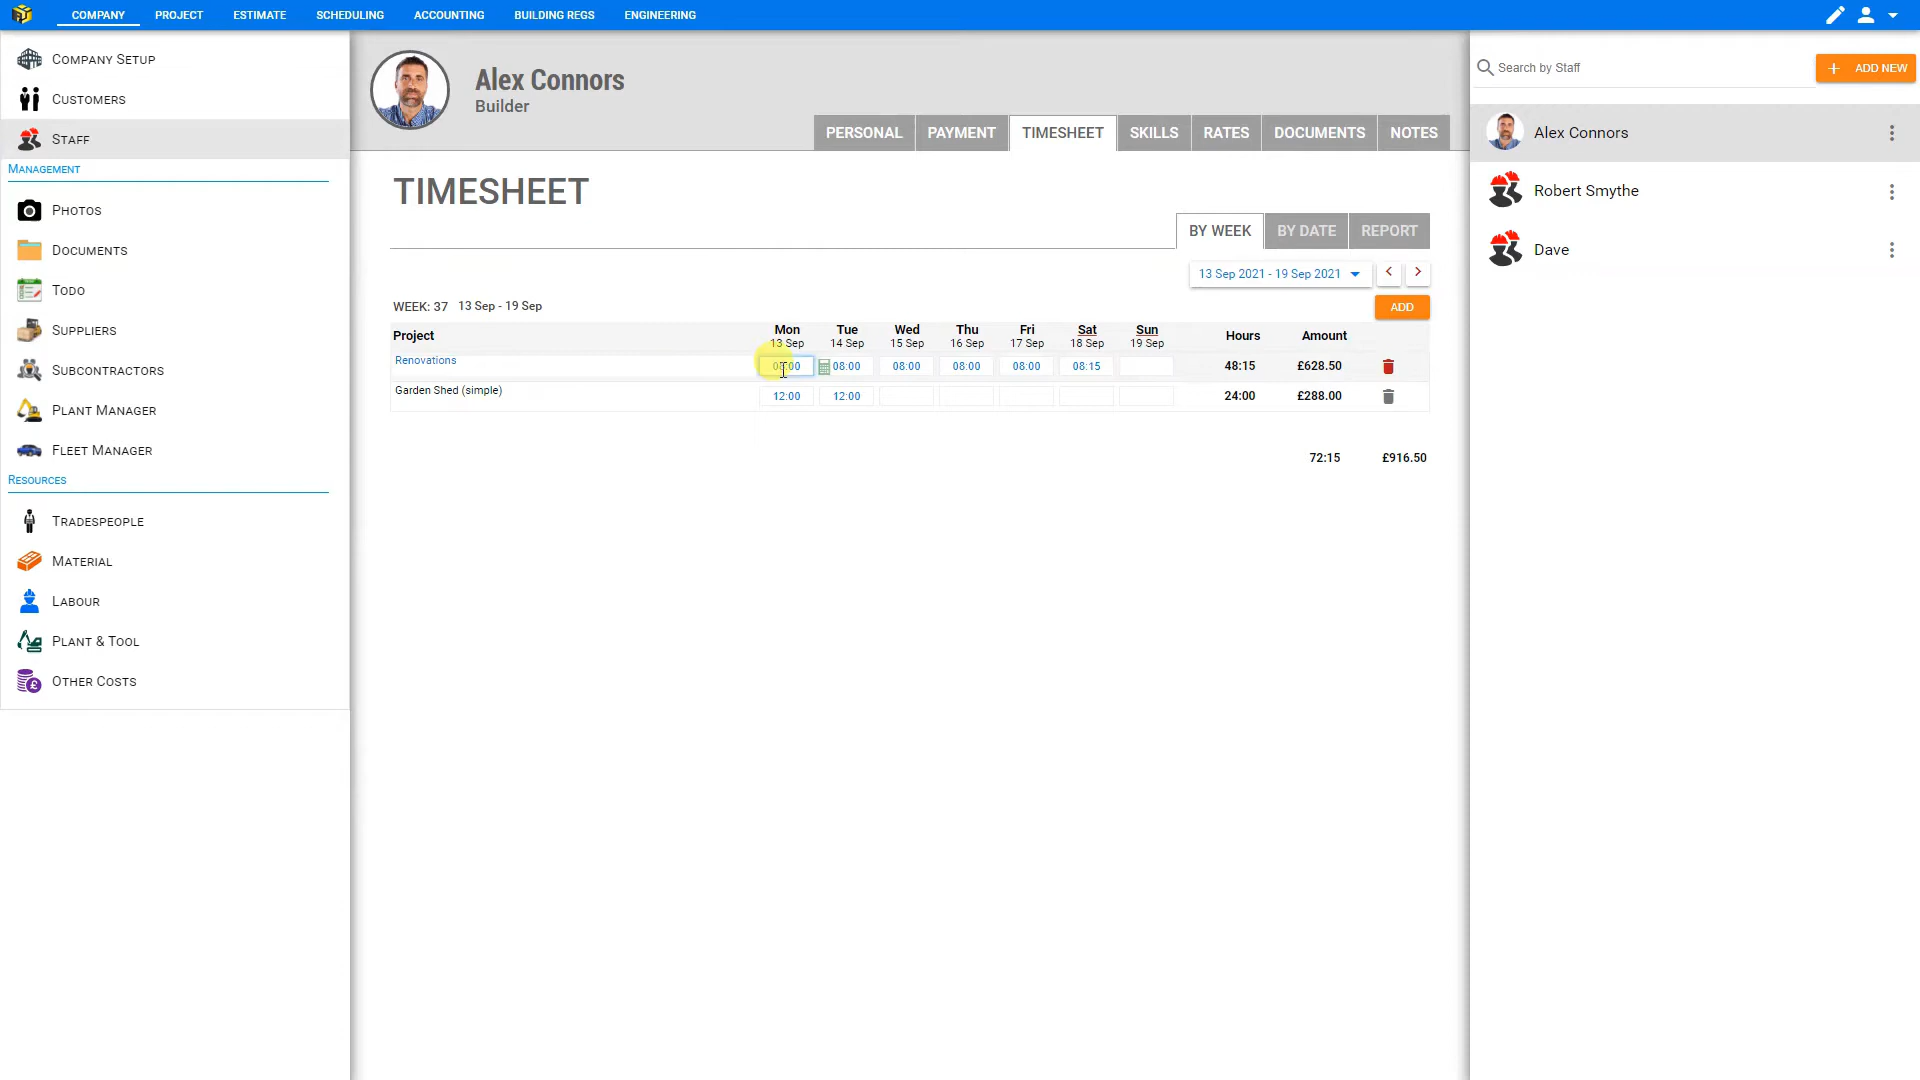 COMPANY PROJECT ESTIMATE SCHEDULING ACCOUNTING BUILDING REGS ENGINEERING
COMPANY SETUP
CUSTOMERS
STAFF
MANAGEMENT
PHOTOS
DOCUMENTS
TODO
SUPPLIERS
SUBCONTRACTORS
PLANT MANAGER
FLEET MANAGER
RESOURCES
TRADESPEOPLE
MATERIAL
LABOUR
PLANT & TOOL
OTHER COSTS
Alex Connors
Builder
PERSONAL PAYMENT TIMESHEET SKILLS RATES DOCUMENTS NOTES
TIMESHEET
BY WEEK BY DATE REPORT
13 Sep 2021 - 19 Sep 2021
WEEK: 37 13 Sep - 19 Sep
ADD
Project Mon Tue Wed Thu Fri Sat Sun Hours Amount
13 Sep 14 Sep 15 Sep 16 Sep 17 Sep 18 Sep 19 Sep
Renovations 08:00 08:00 08:00 08:00 08:00 08:15 48:15 £628.50
Garden Shed (simple) 12:00 12:00 24:00 £288.00
72:15 £916.50
Search by Staff
+ ADD NEW
Alex Connors
Robert Smythe
Dave